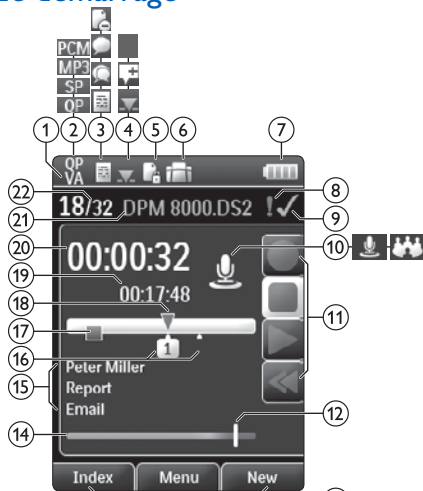 PCM
MP3
SP
QP
1 2 3 4 5 6 7
QP
VA
22 18/32 DPM 8000.DS2 ! 8
21 9
20 00:00:32 10
19 00:17:48
18
17 11
1
16
Peter Miller
15 Report
Email 12
14
Index Menu New